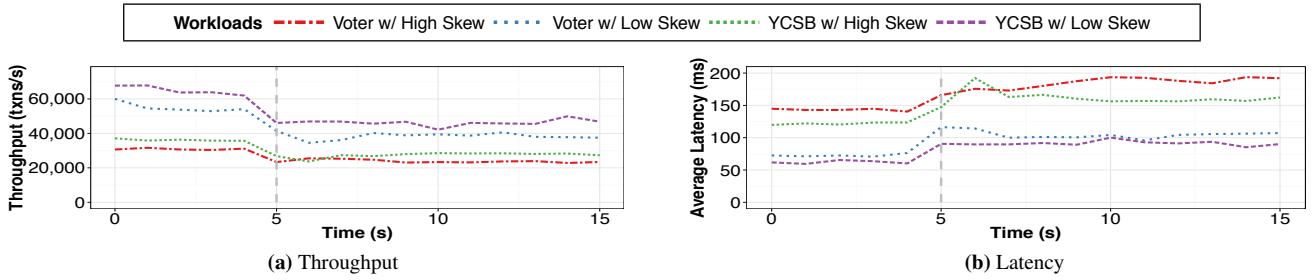 Workloads Voter w/ High Skew Voter w/ Low Skew YCSB w/ High Skew YCSB w/ Low Skew
Throughput (txns/s)
60,000
40,000
20,000
0
0 5 10 15
Time (s)
(a) Throughput
Average Latency (ms)
200
150
100
50
0
0 5 10 15
Time (s)
(b) Latency